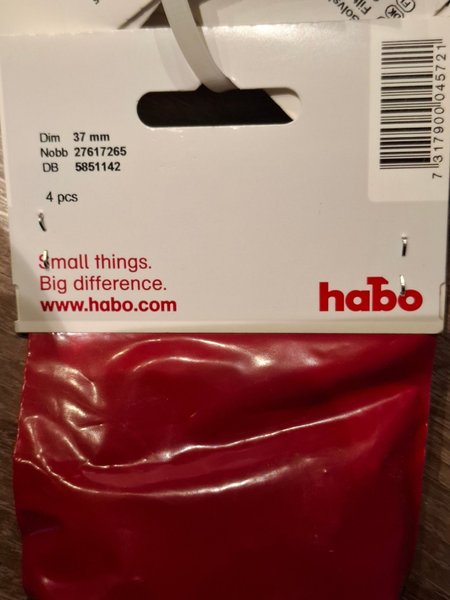 Dim 37 mm
Nobb 27617265
DB 5851142
4 pcs
Small things.
Big difference.
www.habo.com
habo
7 317900 045721